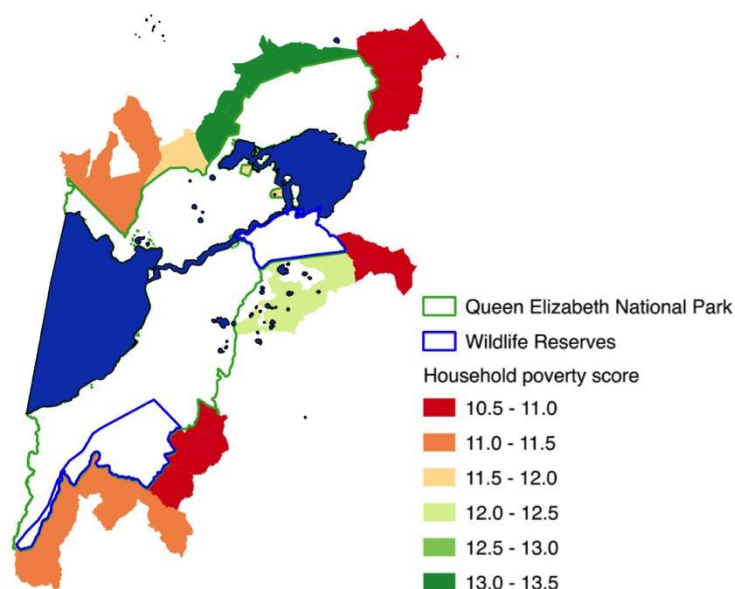 Queen Elizabeth National Park
Wildlife Reserves
Household poverty score
10.5 - 11.0
11.0 - 11.5
11.5 - 12.0
12.0 - 12.5
12.5 - 13.0
13.0 - 13.5